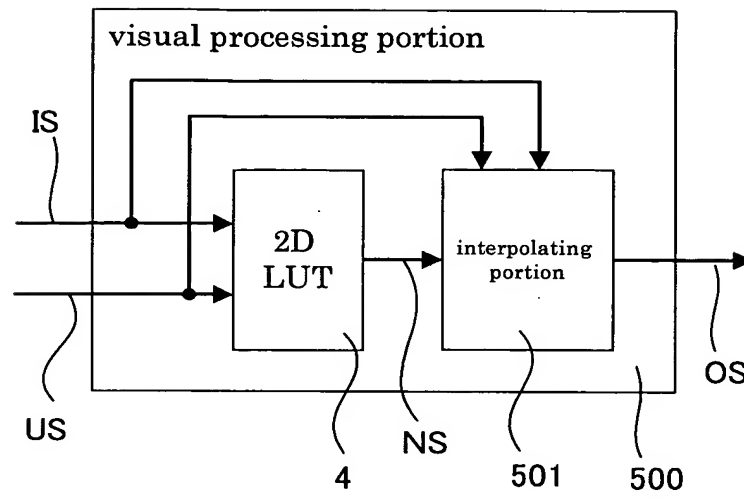 visual processing portion
IS
2D
LUT
interpolating
portion
US
4
NS
501
500
OS